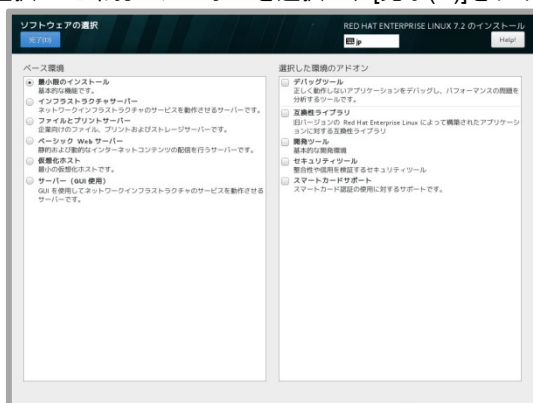 ソフトウェアの選択
RED HAT ENTERPRISE LINUX 7.2 のインストール
完了(D)
jp
Help!
ベース環境
最小限のインストール
基本的な機能です。
インフラストラクチャサーバー
ネットワークインフラストラクチャのサービスを動作させるサーバーです。
ファイルとプリントサーバー
企業向けのファイル、プリントおよびストレージサーバーです。
ベーシック Web サーバー
静的および動的なインターネットコンテンツの配信を行うサーバーです。
仮想化ホスト
最小の仮想化ホストです。
サーバー (GUI 使用)
GUI を使用してネットワークインフラストラクチャのサービスを動作させる
サーバーです。
選択した環境のアドオン
デバッグツール
正しく動作しないアプリケーションをデバッグし、パフォーマンスの問題を
分析するツールです。
互換性ライブラリ
旧バージョンの Red Hat Enterprise Linux によって構築されたアプリケーシ
ョンに対する互換性ライブラリ
開発ツール
基本的な開発環境
セキュリティツール
整合性や信用を検証するセキュリティツール
スマートカードサポート
スマートカード認証の使用に対するサポートです。